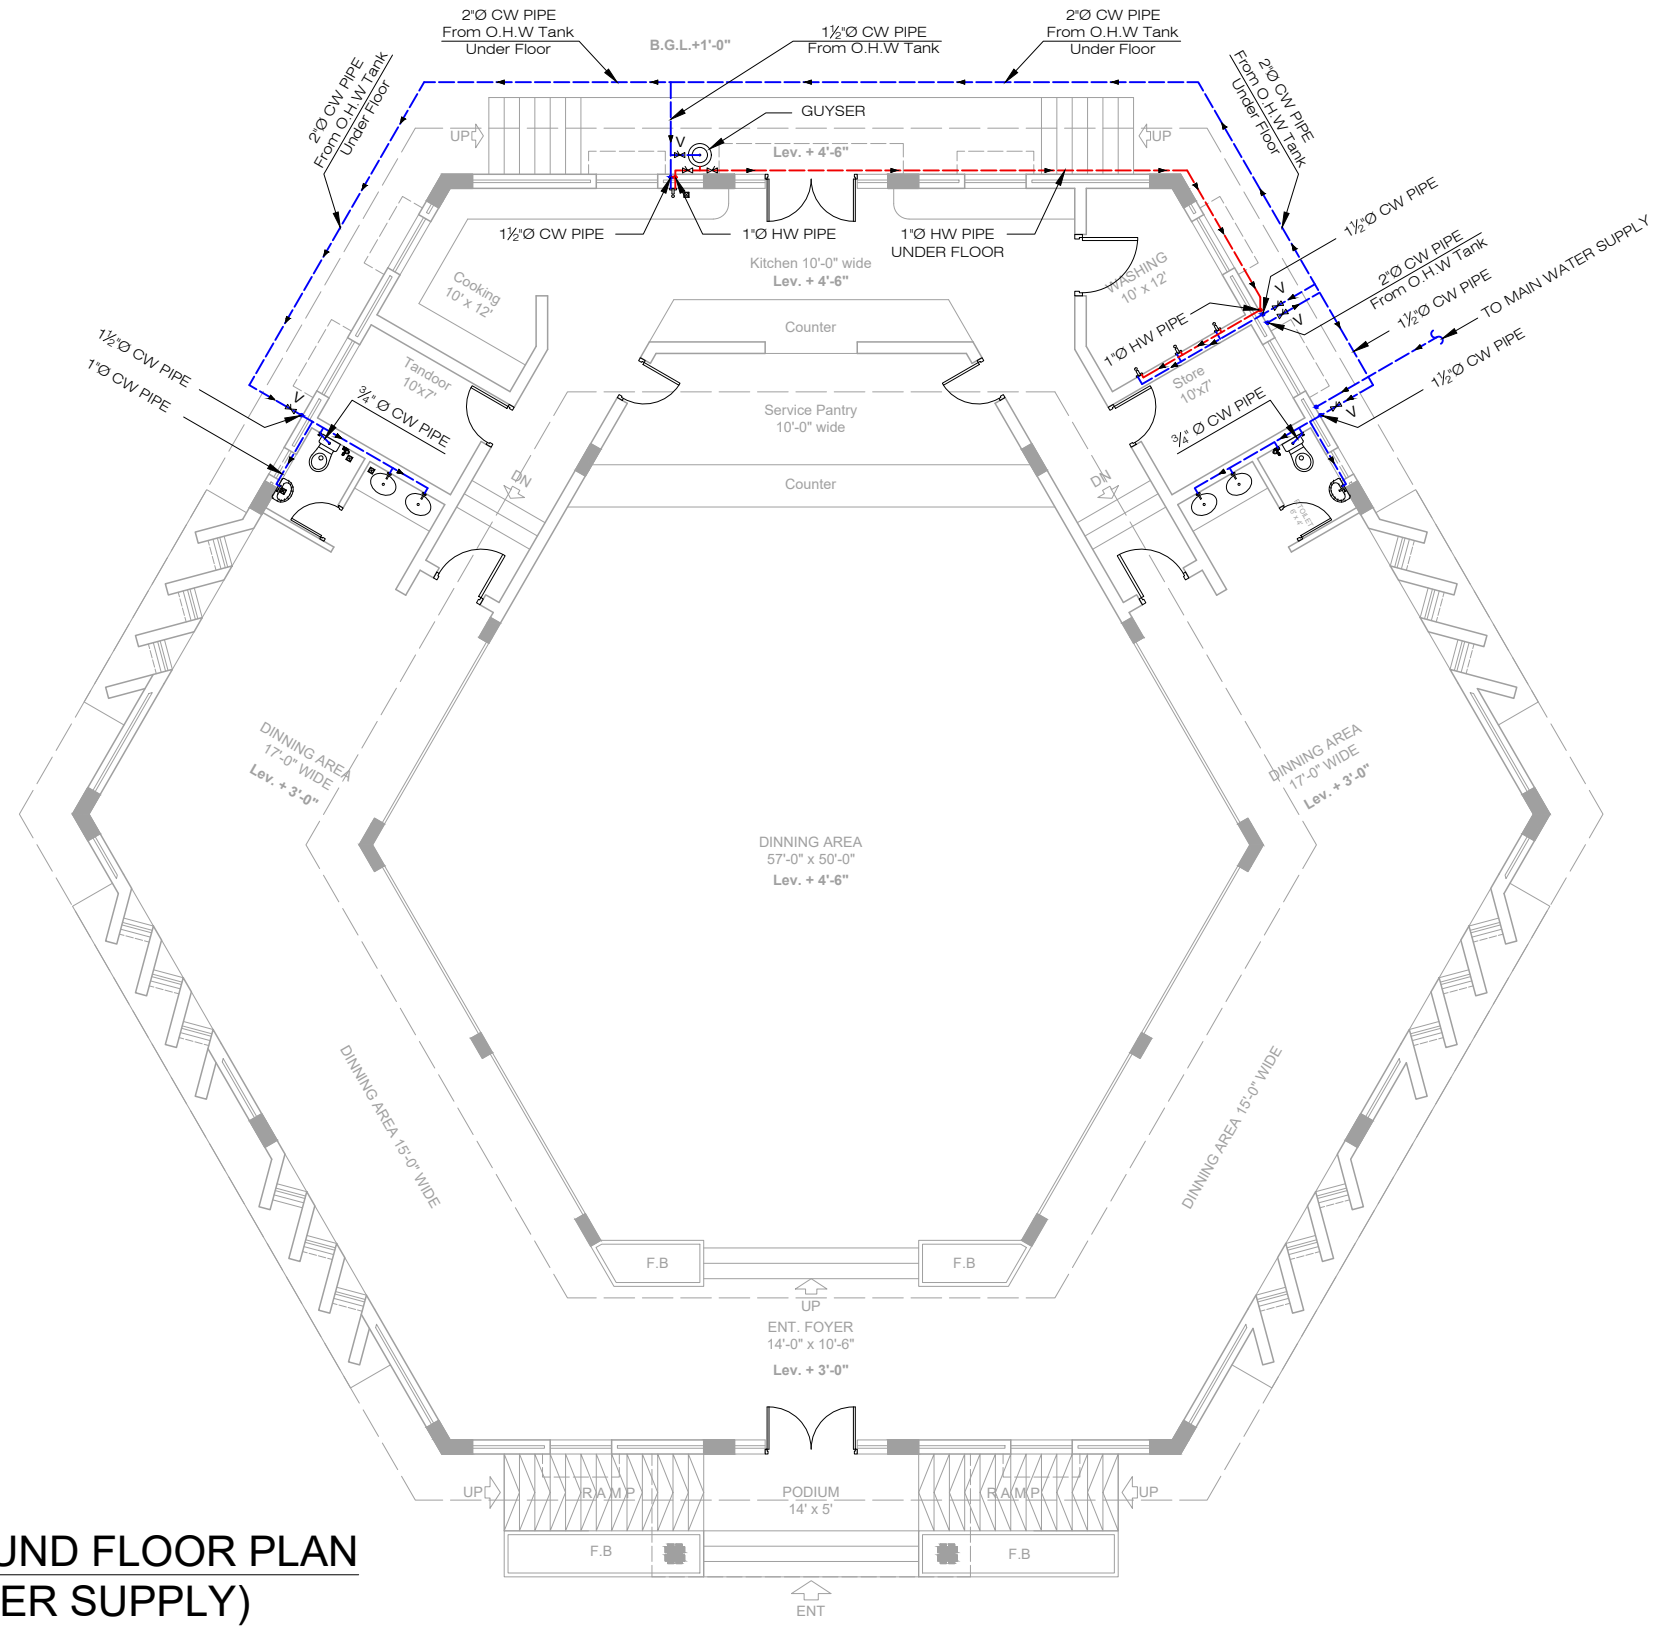 2"Ø CW PIPE
From O.H.W Tank
Under Floor
B.G.L.+1'-0"
1½"Ø CW PIPE
From O.H.W Tank
2"Ø CW PIPE
From O.H.W Tank
Under Floor
2"Ø CW PIPE
From O.H.W Tank
Under Floor
2"Ø CW PIPE
From O.H.W Tank
Under Floor
GUYSER
UP
V
Lev. + 4'-6"
UP
1½"Ø CW PIPE
1"Ø HW PIPE
1"Ø HW PIPE
UNDER FLOOR
1½"Ø CW PIPE
2"Ø CW PIPE
From O.H.W Tank
1½"Ø CW PIPE
TO MAIN WATER SUPPLY
1½"Ø CW PIPE
Kitchen 10'-0" wide
Lev. + 4'-6"
Cooking
10' x 12'
WASHING
10' x 12'
V
V
1"Ø HW PIPE
Counter
1½"Ø CW PIPE
1"Ø CW PIPE
V
¾" Ø CW PIPE
Tandoor
10'x7'
Store
10'x7'
¾" Ø CW PIPE
V
Service Pantry
10'-0" wide
DN
Counter
DN
TOILET
6' x 4'
DINNING AREA
17'-0" WIDE
Lev. + 3'-0"
DINNING AREA
17'-0" WIDE
Lev. + 3'-0"
DINNING AREA
57'-0" x 50'-0"
Lev. + 4'-6"
DINNING AREA 15'-0" WIDE
DINNING AREA 15'-0" WIDE
F.B
F.B
UP
ENT. FOYER
14'-0" x 10'-6"
Lev. + 3'-0"
UP
RAMP
PODIUM
14' x 5'
RAMP
UP
F.B
F.B
ENT
UND FLOOR PLAN
ER SUPPLY)